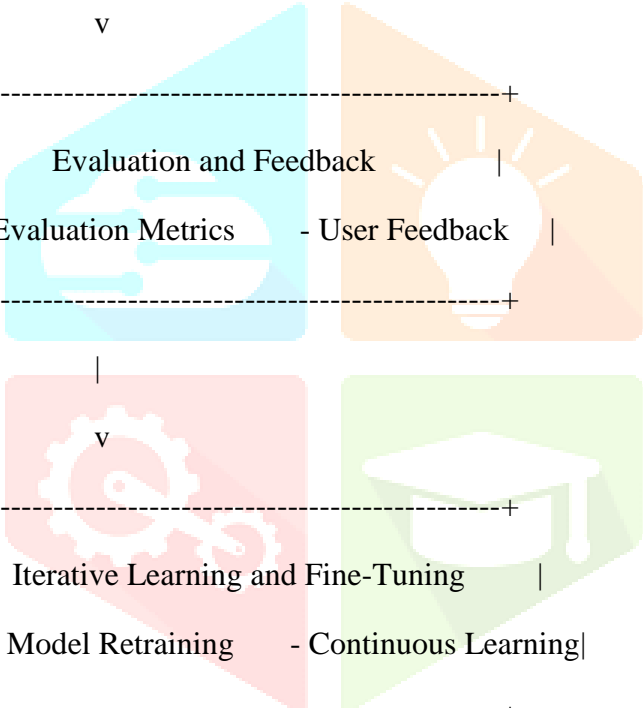 v
-----------------------------------------------+
Evaluation and Feedback |
Evaluation Metrics - User Feedback |
-----------------------------------------------+
|
v
-----------------------------------------------+
Iterative Learning and Fine-Tuning |
Model Retraining - Continuous Learning|